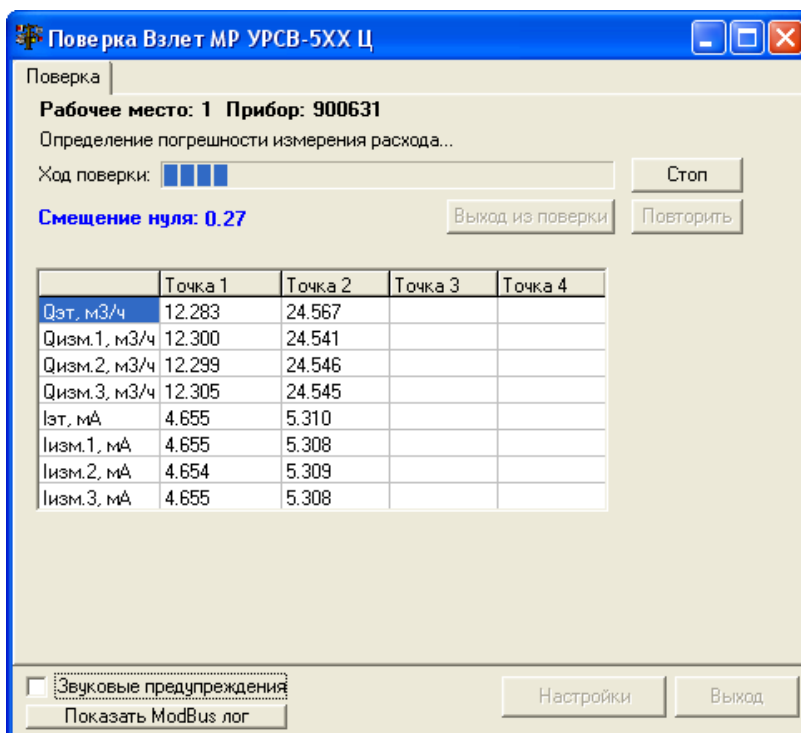 Поверка Взлет МР УРСВ-5ХХ Ц
Поверка
Рабочее место: 1 Прибор: 900631
Определение погрешности измерения расхода...
Ход поверки:
Стоп
Смещение нуля: 0.27
Выход из поверки
Повторить
Точка 1 Точка 2 Точка 3 Точка 4
Qэт, м3/ч 12.283 24.567
Qизм.1, м3/ч 12.300 24.541
Qизм.2, м3/ч 12.299 24.546
Qизм.3, м3/ч 12.305 24.545
Iэт, мА 4.655 5.310
Iизм.1, мА 4.655 5.308
Iизм.2, мА 4.654 5.309
Iизм.3, мА 4.655 5.308
Звуковые предупреждения
Показать ModBus лог
Настройки
Выход